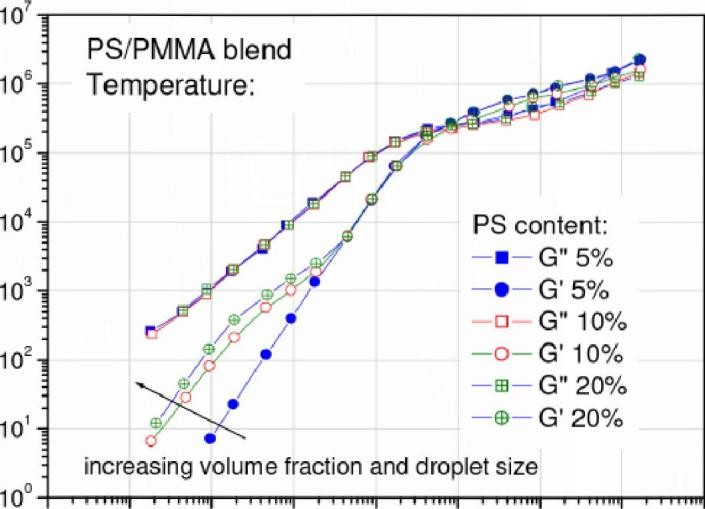 10⁷
10⁶
10⁵
10⁴
10³
10²
10¹
10⁰
PS/PMMA blend
Temperature:
PS content:
G" 5%
G' 5%
G" 10%
G' 10%
G" 20%
G' 20%
increasing volume fraction and droplet size